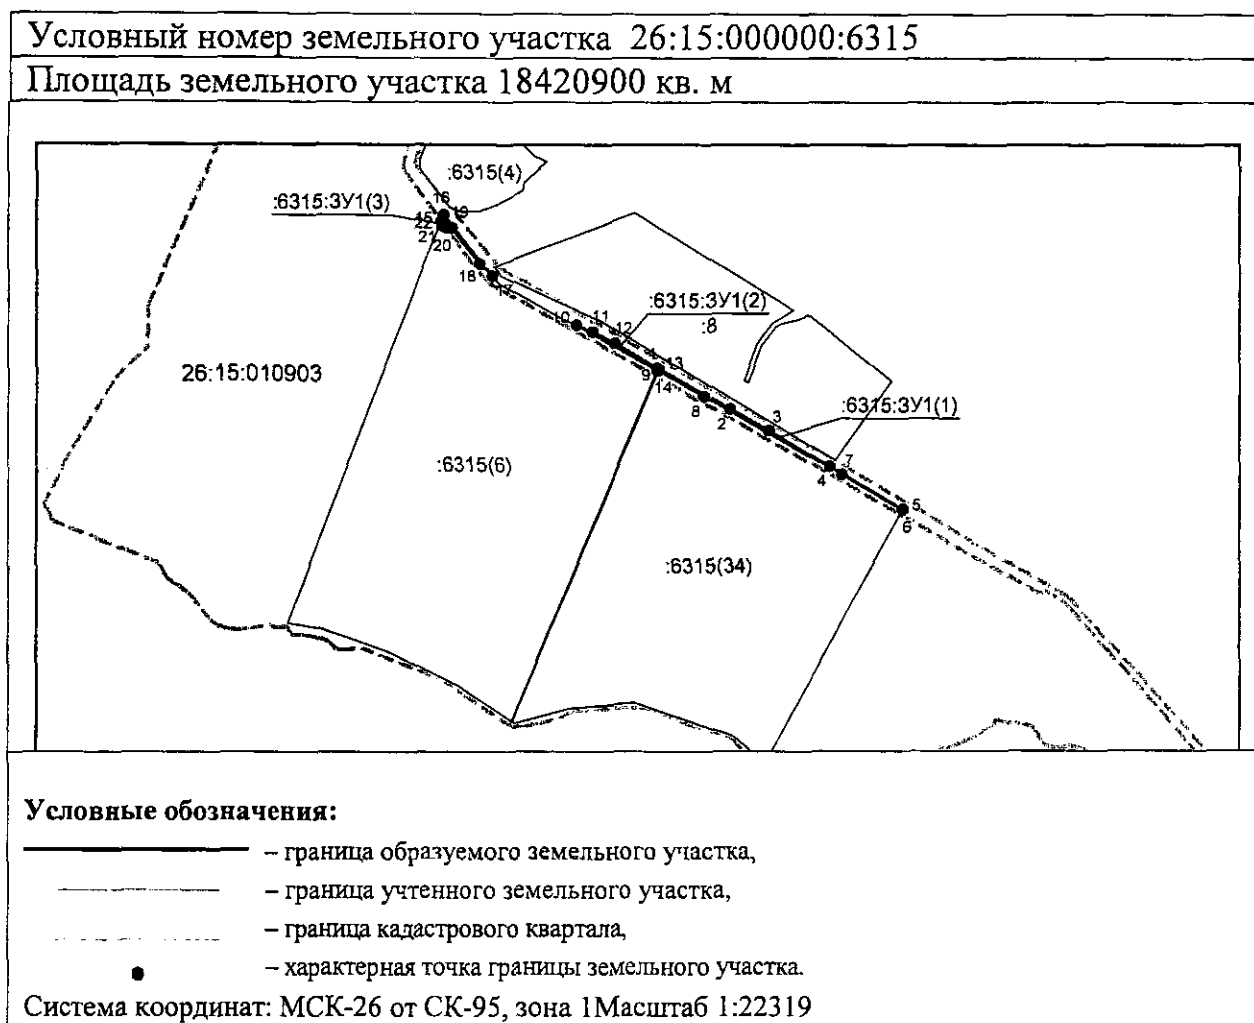 Условный номер земельного участка 26:15:000000:6315
Площадь земельного участка 18420900 кв. м
:6315(4)
:6315:ЗУ1(3)
16
19
15
22
21
20
18
17
:6315:ЗУ1(2)
:8
10
11
12
1
13
9
14
26:15:010903
8
2
3
:6315:ЗУ1(1)
:6315(6)
7
4
5
6
:6315(34)
Условные обозначения:
– граница образуемого земельного участка,
– граница учтенного земельного участка,
– граница кадастрового квартала,
– характерная точка границы земельного участка.
Система координат: МСК-26 от СК-95, зона 1Масштаб 1:22319